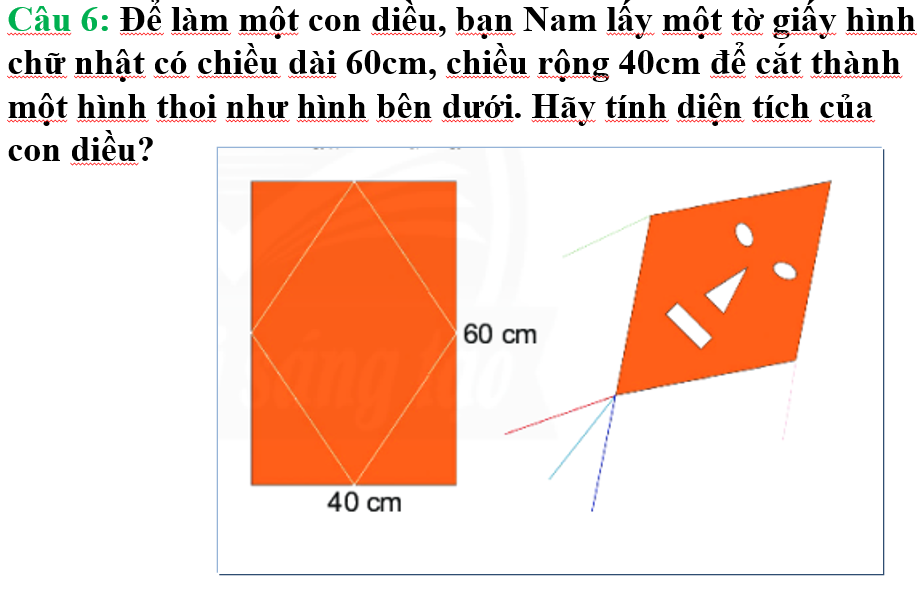 Câu 6: Để làm một con diều, bạn Nam lấy một tờ giấy hình
chữ nhật có chiều dài 60cm, chiều rộng 40cm để cắt thành
một hình thoi như hình bên dưới. Hãy tính diện tích của
con diều?
60 cm
40 cm